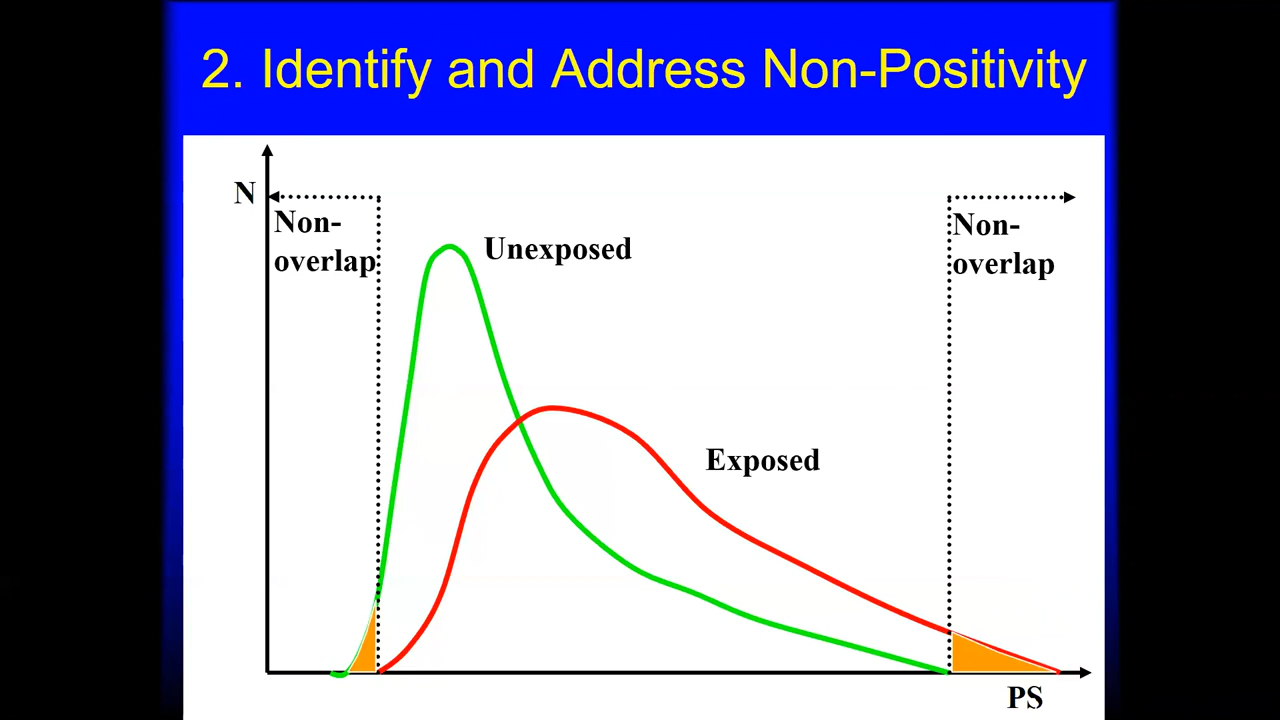 2. Identify and Address Non-Positivity
N
Non-
overlap
Unexposed
Non-
overlap
Exposed
PS